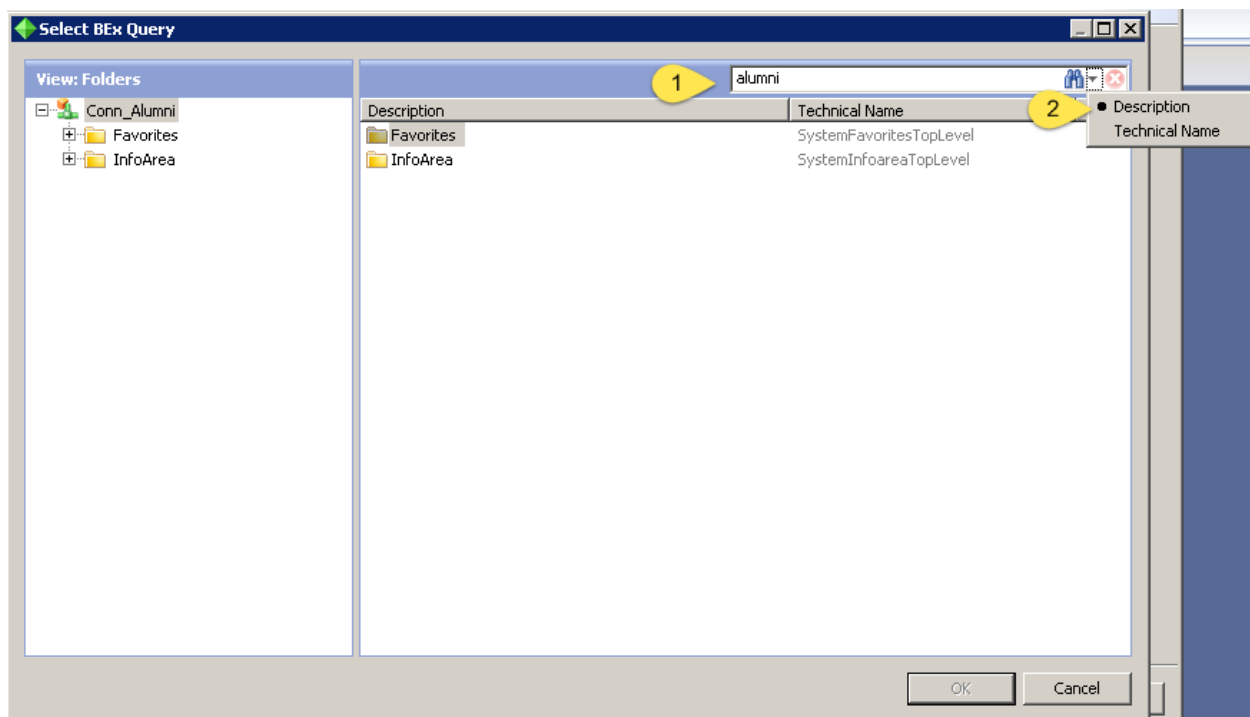 Select BEx Query
View: Folders
1
alumni
Conn_Alumni
Description Technical Name
2
Description
Favorites
Favorites SystemFavoritesTopLevel
Technical Name
InfoArea
InfoArea SystemInfoareaTopLevel
OK Cancel